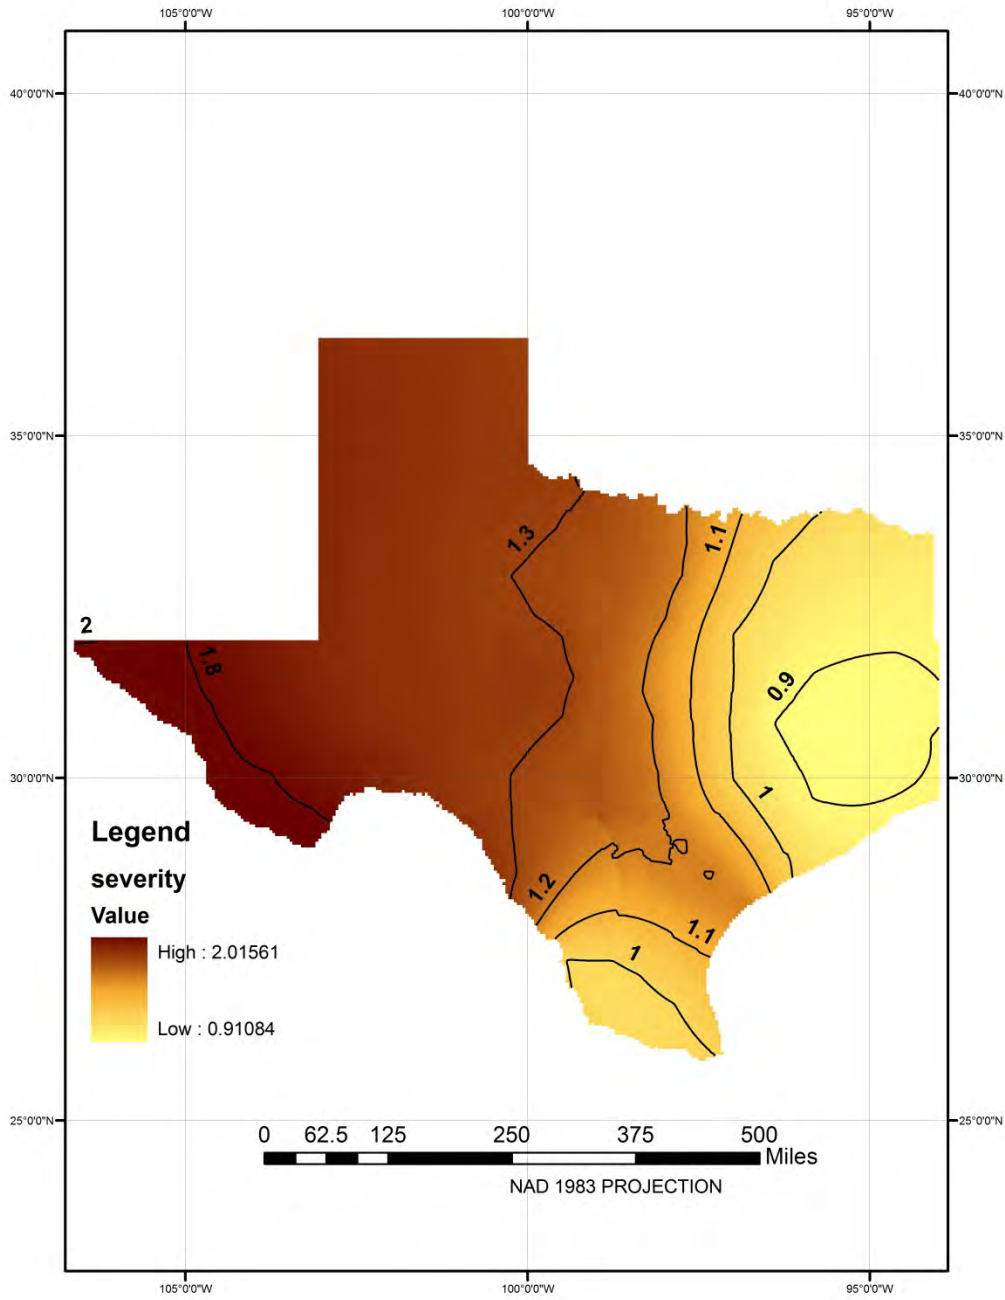 105°0'0"W 100°0'0"W 95°0'0"W
40°0'0"N 40°0'0"N
35°0'0"N 35°0'0"N
1.3 1.1
2
1.8
0.9
30°0'0"N 30°0'0"N
1
Legend
severity
1.2
Value
1.1
High : 2.01561
1
Low : 0.91084
25°0'0"N 25°0'0"N
0 62.5 125 250 375 500
Miles
NAD 1983 PROJECTION
105°0'0"W 100°0'0"W 95°0'0"W